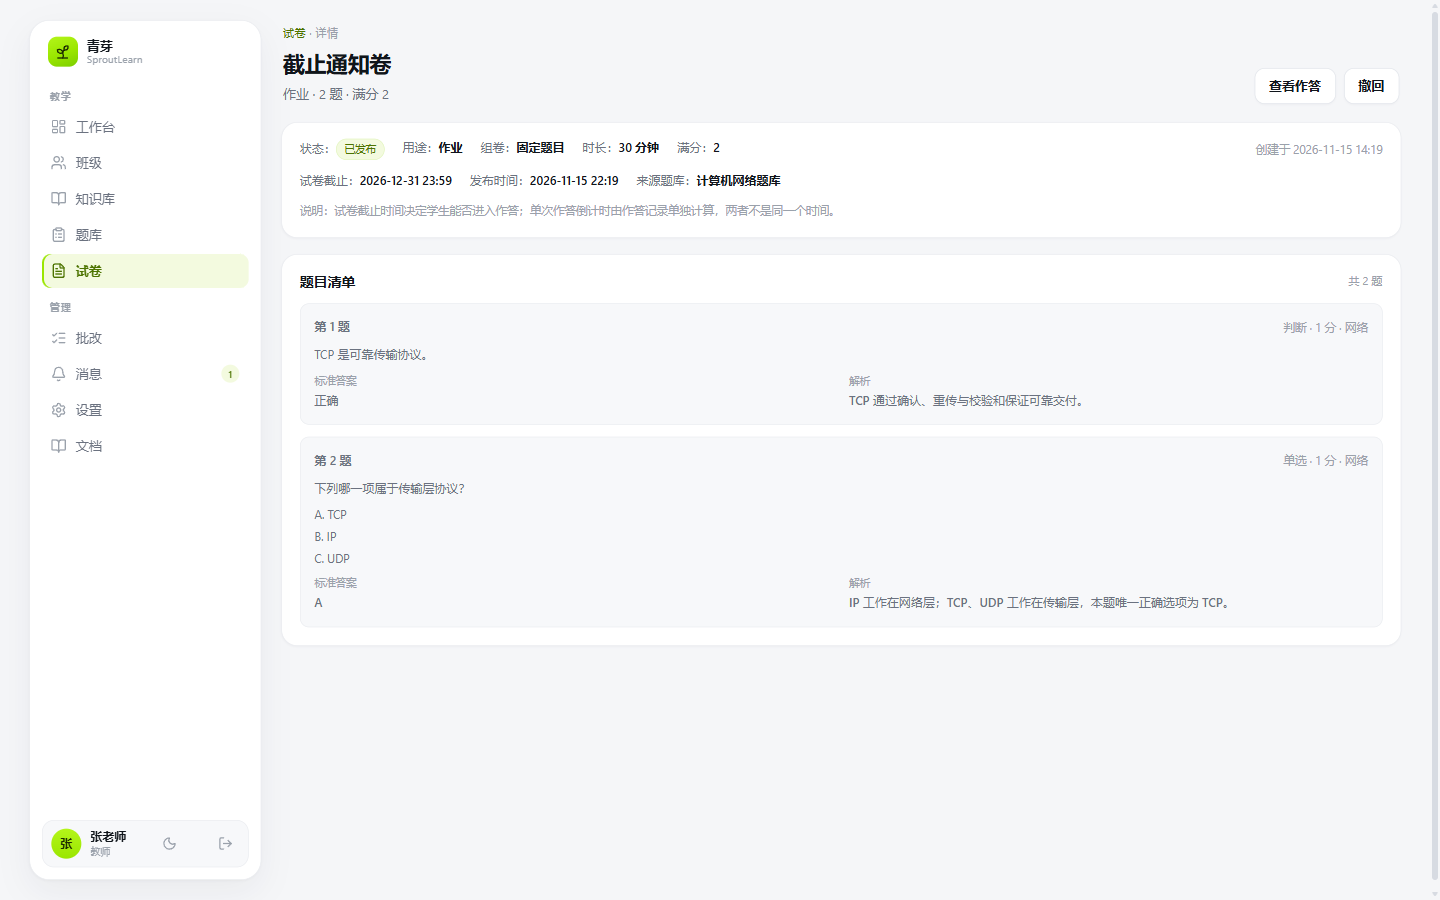 青芽
SproutLearn
教学
工作台
班级
知识库
题库
试卷
管理
批改
消息
1
设置
文档
张
张老师
教师
试卷 · 详情
截止通知卷
作业 · 2 题 · 满分 2
查看作答
撤回
状态： 已发布 用途：作业 组卷：固定题目 时长：30 分钟 满分：2
创建于 2026-11-15 14:19
试卷截止：2026-12-31 23:59 发布时间：2026-11-15 22:19 来源题库：计算机网络题库
说明：试卷截止时间决定学生能否进入作答；单次作答倒计时由作答记录单独计算，两者不是同一个时间。
题目清单
共 2 题
第 1 题
判断 · 1 分 · 网络
TCP 是可靠传输协议。
标准答案
正确
解析
TCP 通过确认、重传与校验和保证可靠交付。
第 2 题
单选 · 1 分 · 网络
下列哪一项属于传输层协议？
A. TCP
B. IP
C. UDP
标准答案
A
解析
IP 工作在网络层；TCP、UDP 工作在传输层，本题唯一正确选项为 TCP。